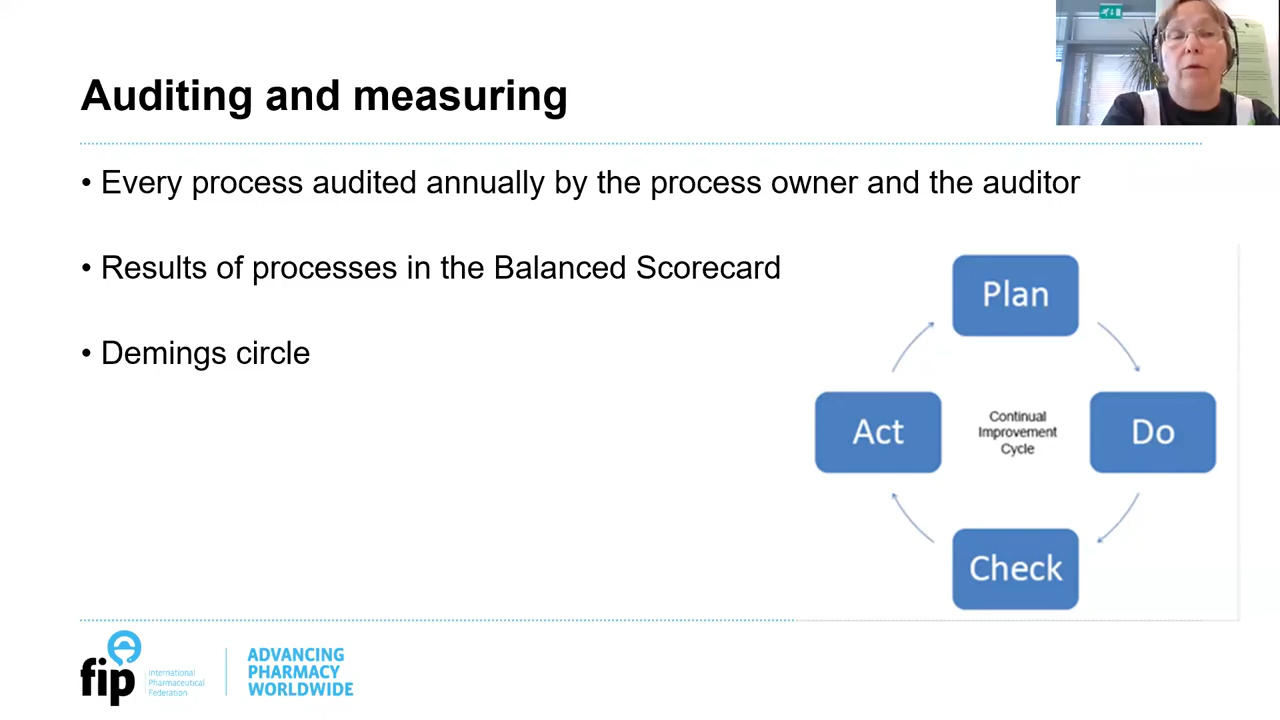 Auditing and measuring
• Every process audited annually by the process owner and the auditor
• Results of processes in the Balanced Scorecard
• Demings circle
Plan
Act
Continual
Improvement
Cycle
Do
Check
fip
International
Pharmaceutical
Federation
ADVANCING
PHARMACY
WORLDWIDE